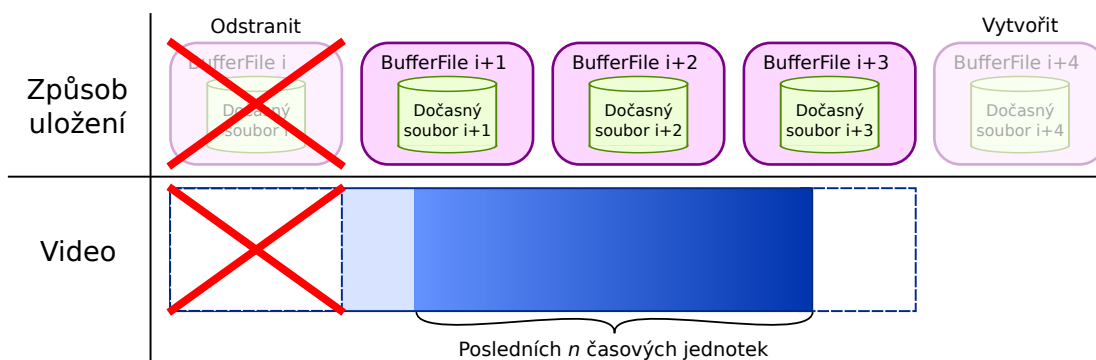 Odstranit
Vytvořit
Způsob
uložení
BufferFile i
Dočasný
soubor i
BufferFile i+1
Dočasný
soubor i+1
BufferFile i+2
Dočasný
soubor i+2
BufferFile i+3
Dočasný
soubor i+3
BufferFile i+4
Dočasný
soubor i+4
Video
Posledních n časových jednotek